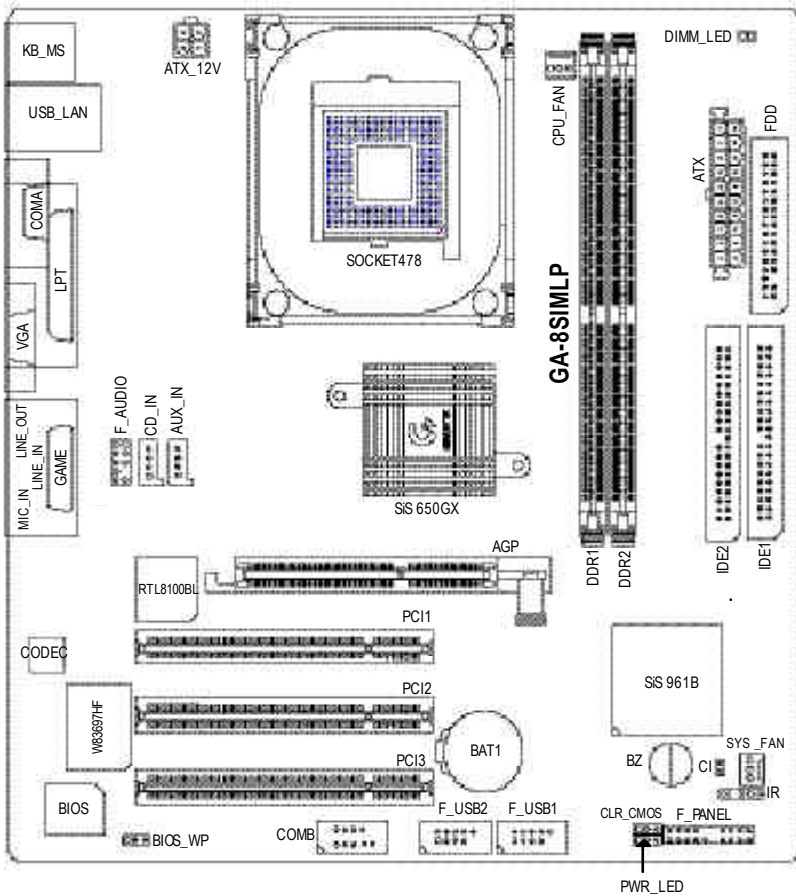 KB_MS
ATX_12V
DIMM_LED
USB_LAN
CPU_FAN
FDD
ATX
COMA
LPT
SOCKET478
VGA
GA-8SIMLP
F_AUDIO
CD_IN
AUX_IN
LINE_OUT
MIC_IN
LINE_IN
GAME
SiS 650GX
AGP
DDR1
DDR2
IDE2
IDE1
RTL8100BL
PCI1
CODEC
SiS 961B
PCI2
W83697HF
BAT1
BZ
CI
SYS _FAN
PCI3
IR
BIOS
BIOS_WP
COMB
F_USB2
F_USB1
CLR_CMOS
F_PANEL
PWR_LED